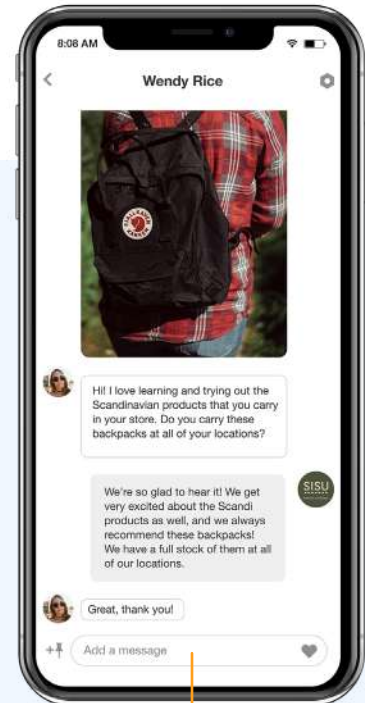 8:08 AM
Wendy Rice
FJÄLLRÄVEN
KÅNKEN
Hi! I love learning and trying out the
Scandinavian products that you carry
in your store. Do you carry these
backpacks at all of your locations?
We're so glad to hear it! We get
very excited about the Scandi
products as well, and we always
recommend these backpacks!
We have a full stock of them at all
of our locations.
SISU
Great, thank you!
Add a message